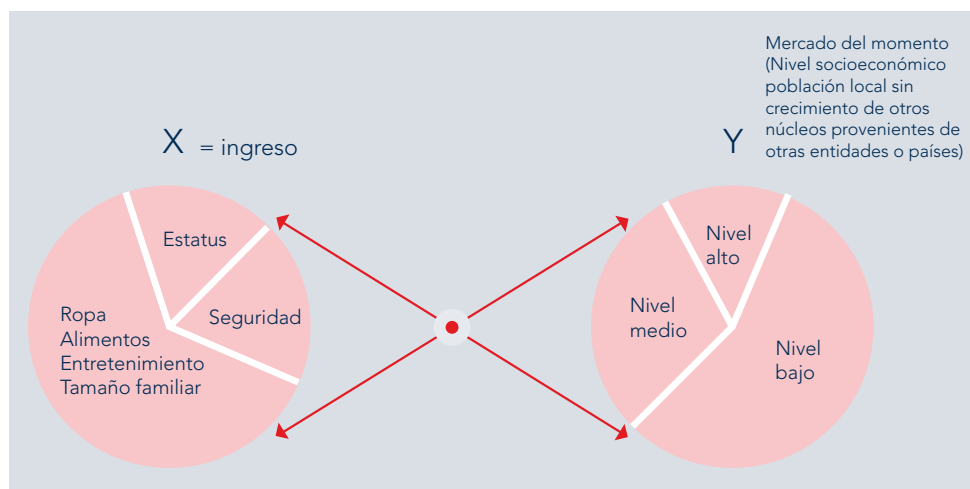 X = ingreso
Estatus
Seguridad
Ropa
Alimentos
Entretenimiento
Tamaño familiar
Y
Mercado del momento
(Nivel socioeconómico
población local sin
crecimiento de otros
núcleos provenientes de
otras entidades o países)
Nivel
alto
Nivel
medio
Nivel
bajo